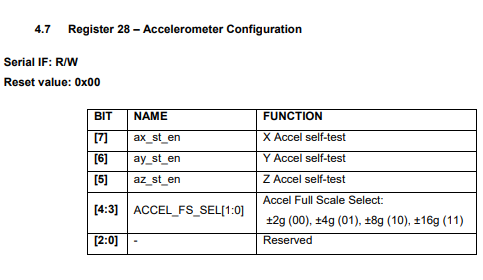 4.7 Register 28 – Accelerometer Configuration
Serial IF: R/W
Reset value: 0x00
BIT NAME FUNCTION
[7] ax_st_en X Accel self-test
[6] ay_st_en Y Accel self-test
[5] az_st_en Z Accel self-test
[4:3] ACCEL_FS_SEL[1:0] Accel Full Scale Select:
±2g (00), ±4g (01), ±8g (10), ±16g (11)
[2:0] - Reserved